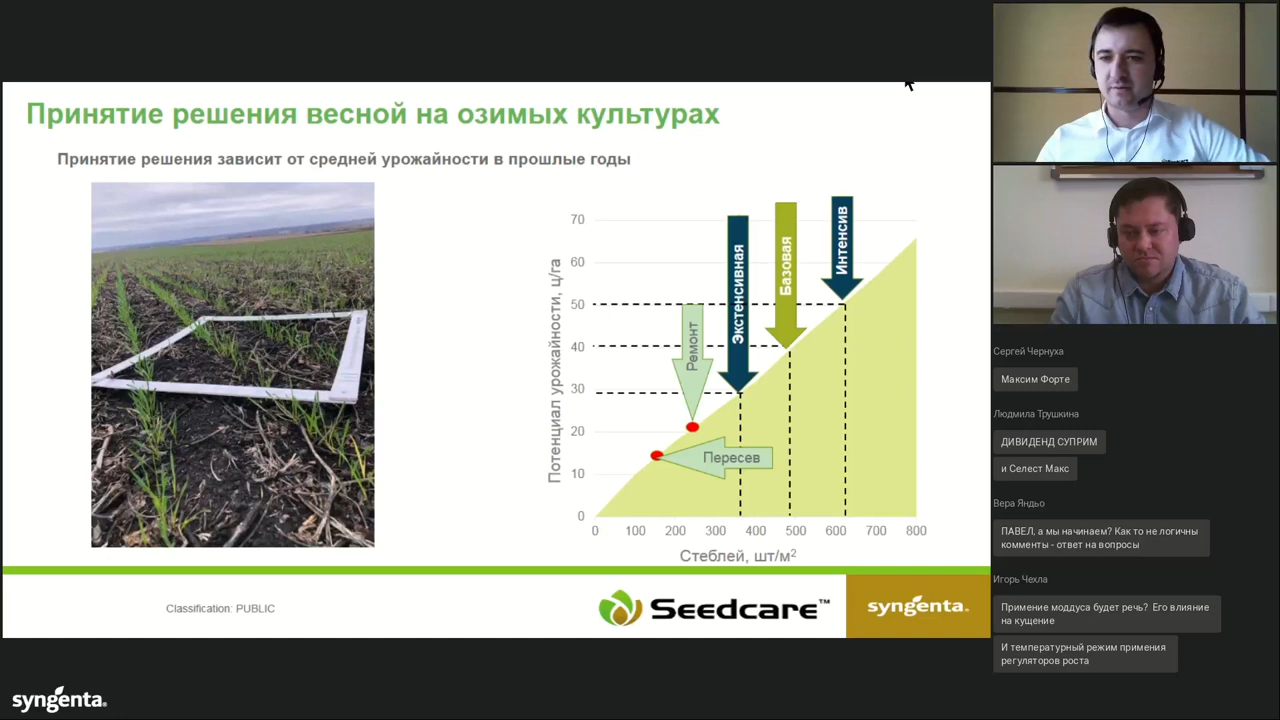 Принятие решения весной на озимых культурах
Принятие решения зависит от средней урожайности в прошлые годы
Потенциал урожайности, ц/га
70
60
50
40
30
20
10
0
Ремонт
Экстенсивная
Базовая
Интенсив
Пересев
0 100 200 300 400 500 600 700 800
Стеблей, шт/м²
Classification: PUBLIC
Seedcare™
syngenta.
syngenta.
Сергей Чернуха
Максим Форте
Людмила Трушкина
ДИВИДЕНД СУПРИМ
и Селест Макс
Вера Яндьо
ПАВЕЛ, а мы начинаем? Как то не логичны
комменты - ответ на вопросы
Игорь Чехла
Примение моддуса будет речь? Его влияние
на кущение
И температурный режим примения
регуляторов роста